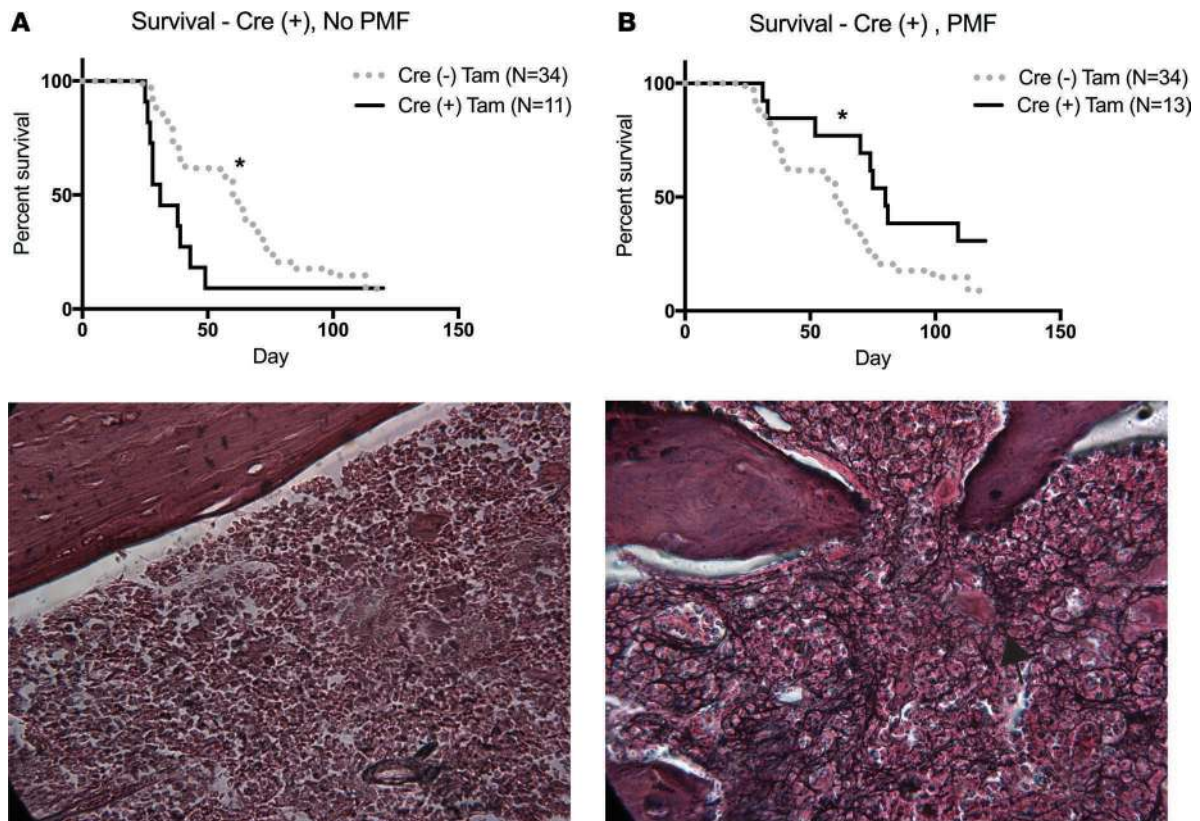 A
Survival - Cre (+), No PMF
Percent survival
100
50
0
0
50
100
150
Day
Cre (-) Tam (N=34)
Cre (+) Tam (N=11)
*
B
Survival - Cre (+) , PMF
Percent survival
100
50
0
0
50
100
150
Day
Cre (-) Tam (N=34)
Cre (+) Tam (N=13)
*